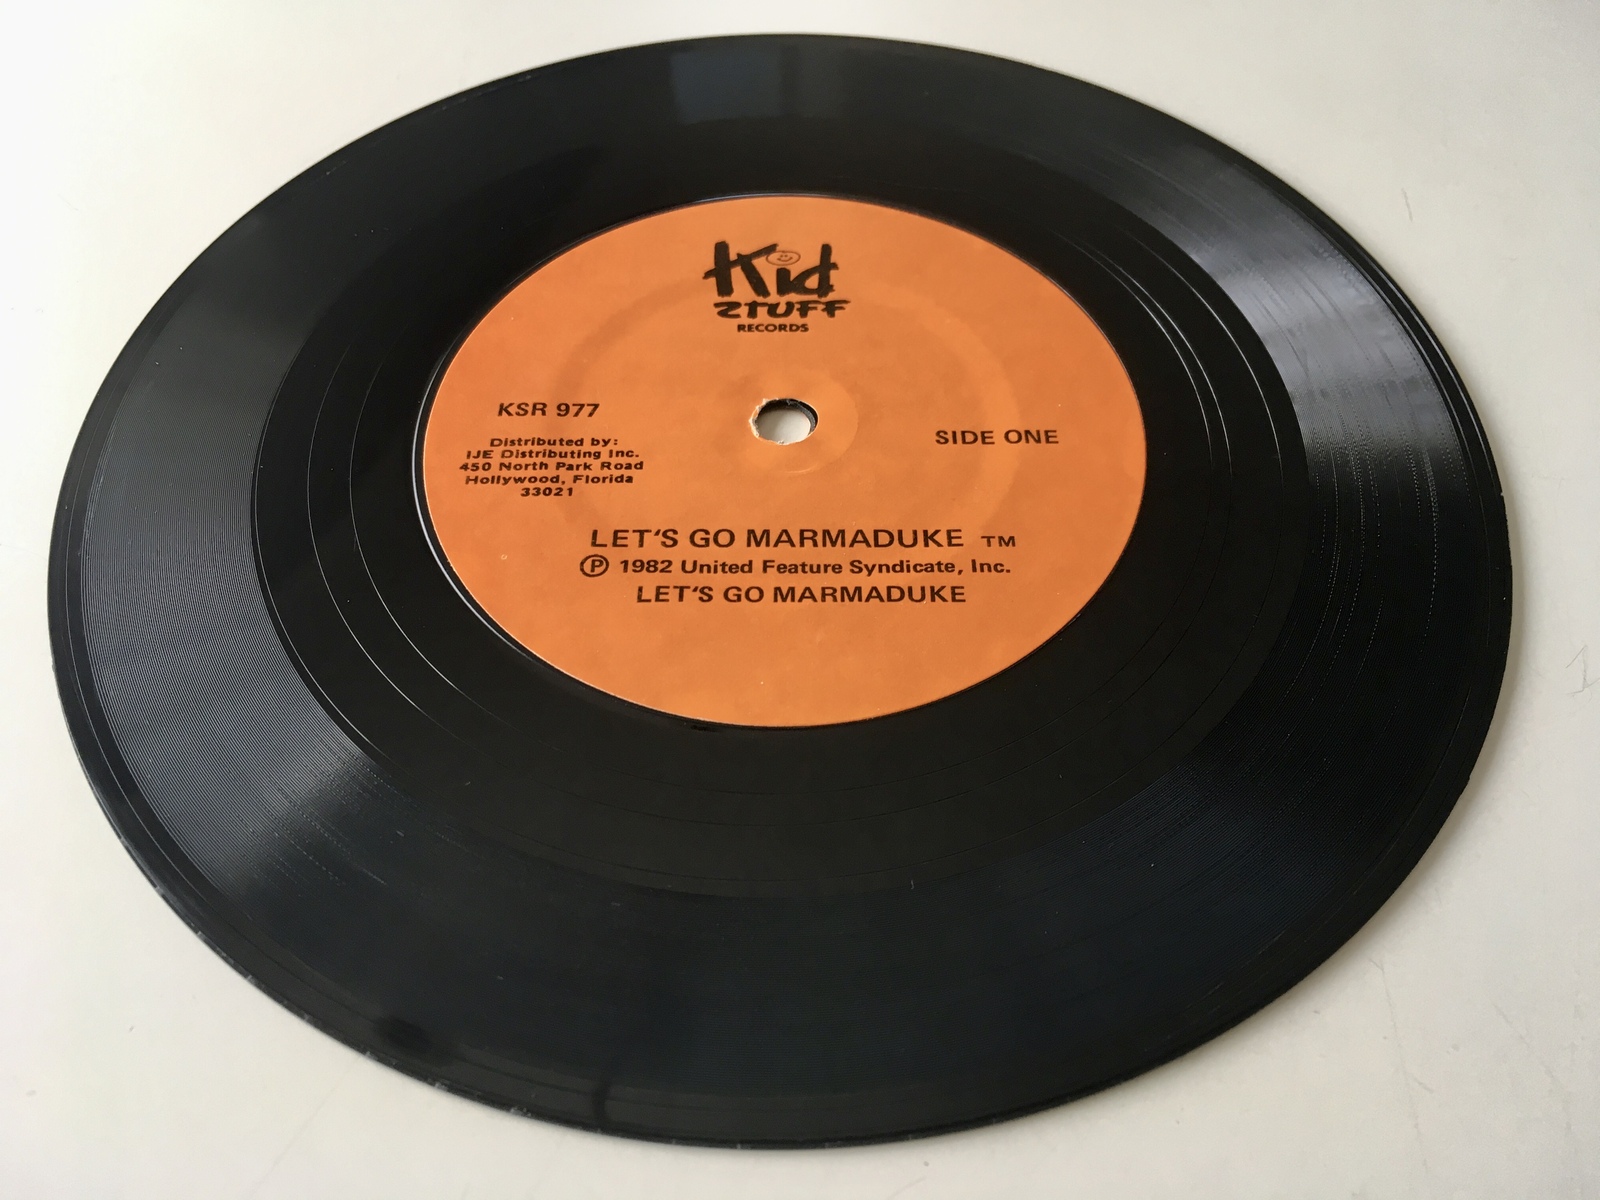 Kid
STUFF
RECORDS
KSR 977
Distributed by:
IJE Distributing Inc.
450 North Park Road
Hollywood, Florida
33021
SIDE ONE
LET'S GO MARMADUKE TM
Ⓟ 1982 United Feature Syndicate, Inc.
LET'S GO MARMADUKE